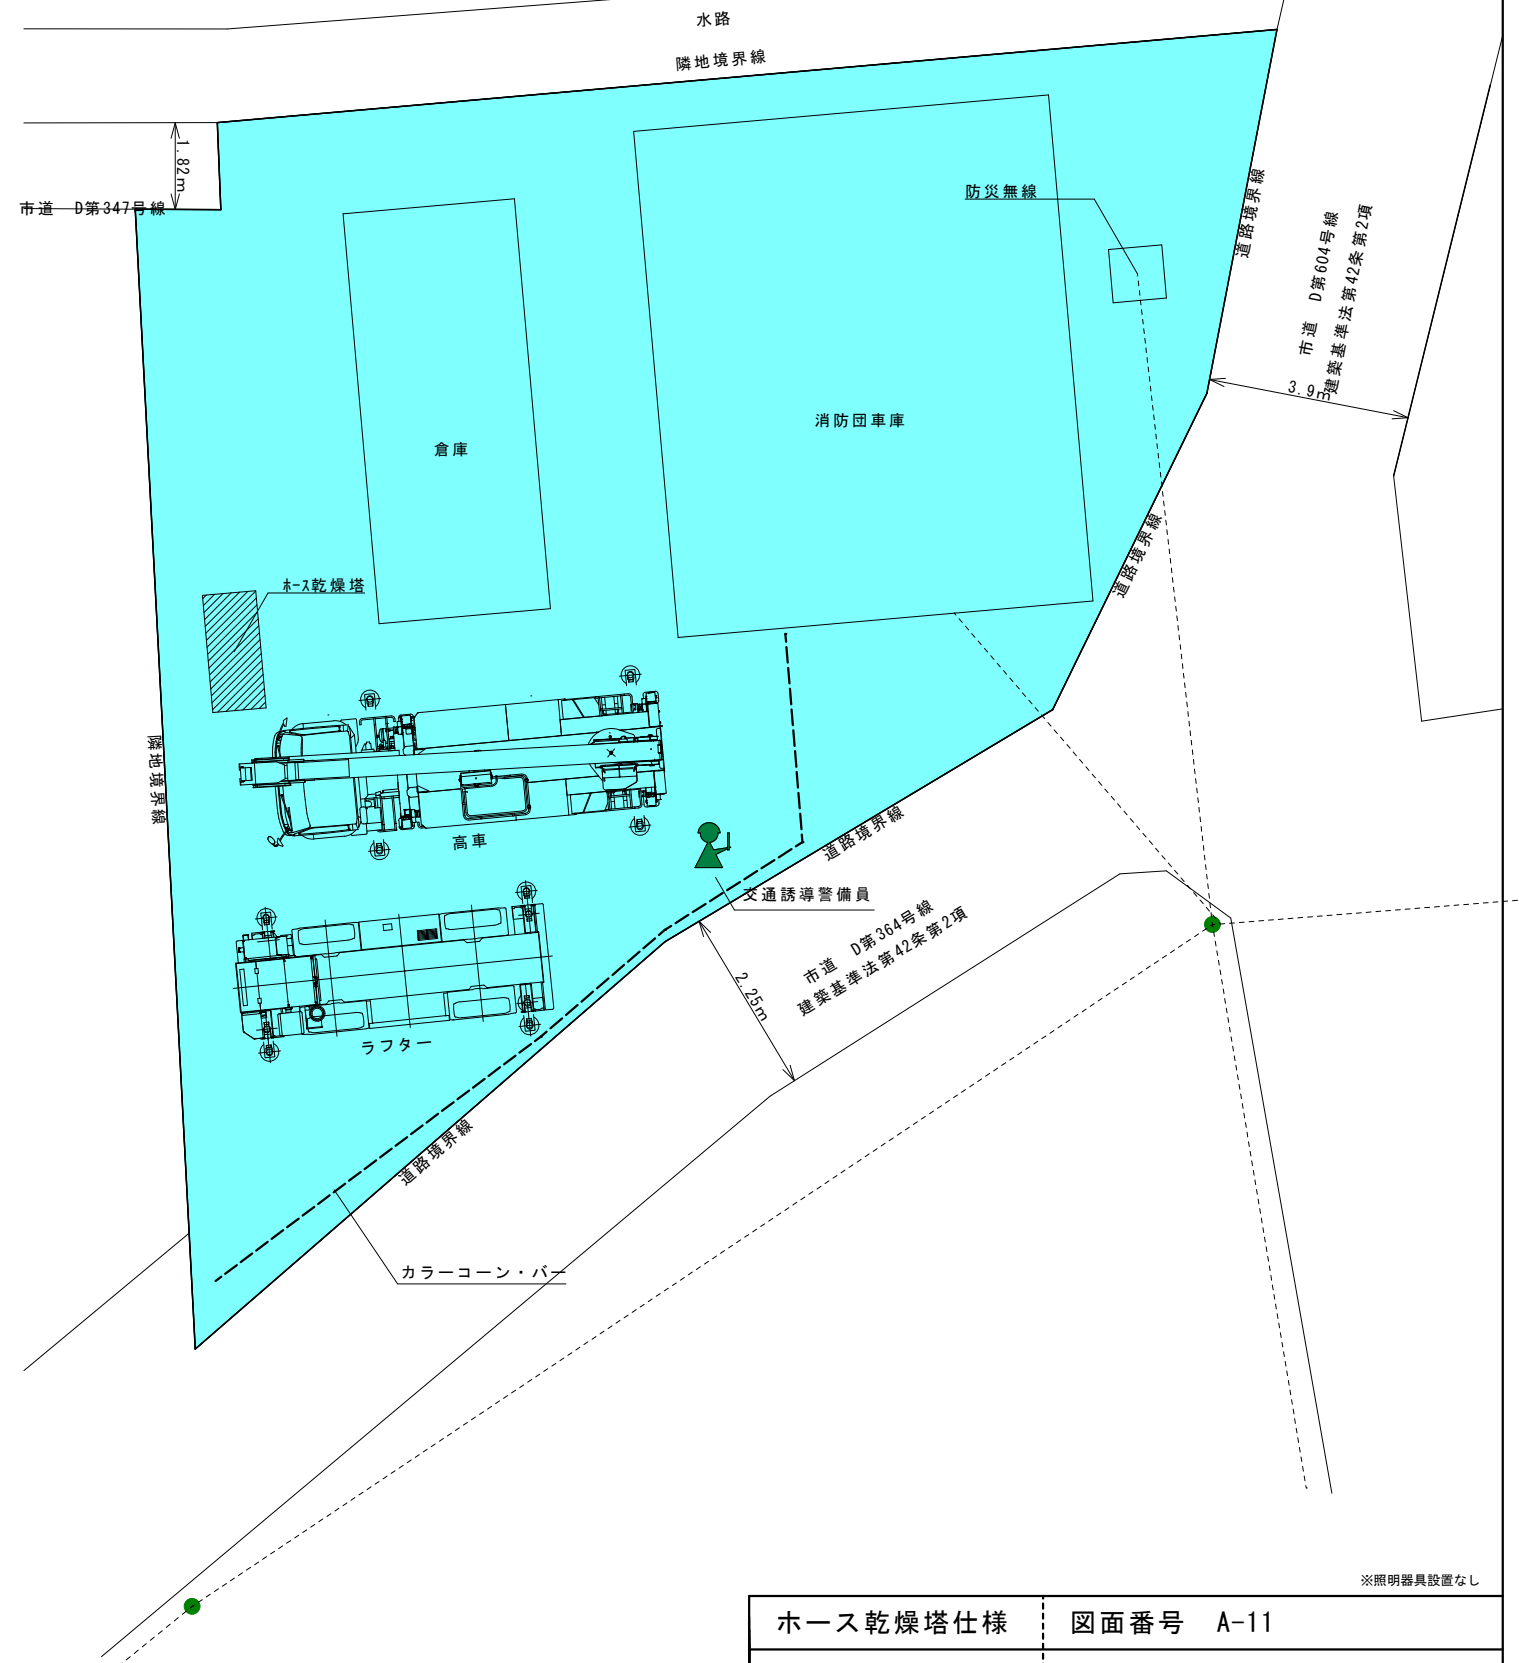 水路
隣地境界線
1.82m
市道 D第347号線
防災無線
道路境界線
市道 D第604号線
建築基準法第42条第2項
3.9m
消防団車庫
倉庫
道路境界線
ホース乾燥塔
隣地境界線
高車
道路境界線
交通誘導警備員
市道 D第364号線
建築基準法第42条第2項
2.25m
ラフター
道路境界線
カラーコーン・バー
※照明器具設置なし
ホース乾燥塔仕様 図面番号 A-11